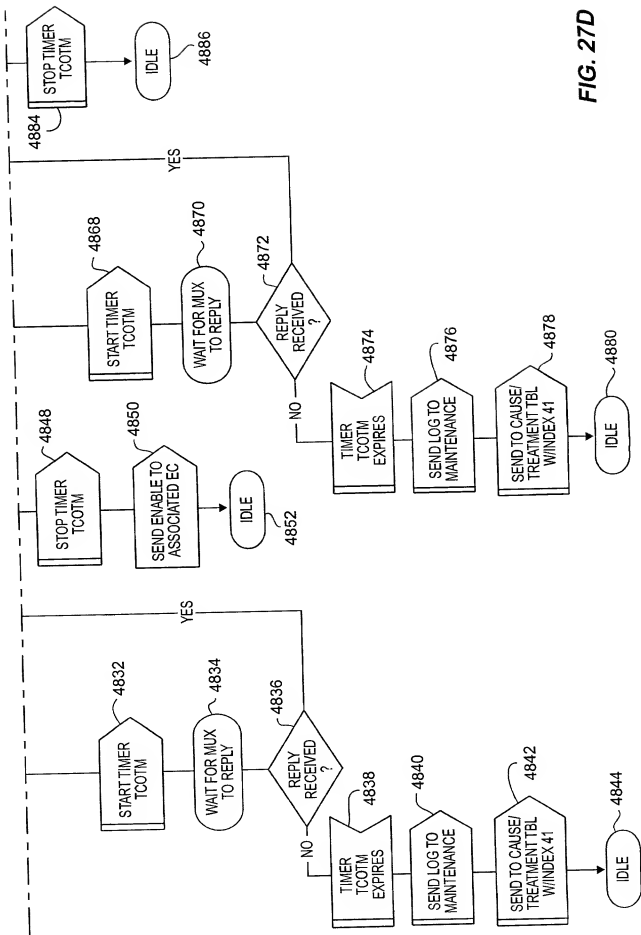 4832
START TIMER
TCOTM
4834
WAIT FOR MUX
TO REPLY
4836
REPLY
RECEIVED
?
YES
NO
4838
TIMER
TCOTM
EXPIRES
4840
SEND LOG TO
MAINTENANCE
4842
SEND TO CAUSE/
TREATMENT TBL
W/INDEX 41
4844
IDLE
4848
STOP TIMER
TCOTM
4850
SEND ENABLE TO
ASSOCIATED EC
IDLE
4852
4868
START TIMER
TCOTM
4870
WAIT FOR MUX
TO REPLY
4872
REPLY
RECEIVED
?
YES
NO
4874
TIMER
TCOTM
EXPIRES
4876
SEND LOG TO
MAINTENANCE
4878
SEND TO CAUSE/
TREATMENT TBL
W/INDEX 41
4880
IDLE
STOP TIMER
TCOTM
4884
IDLE
4886
FIG. 27D